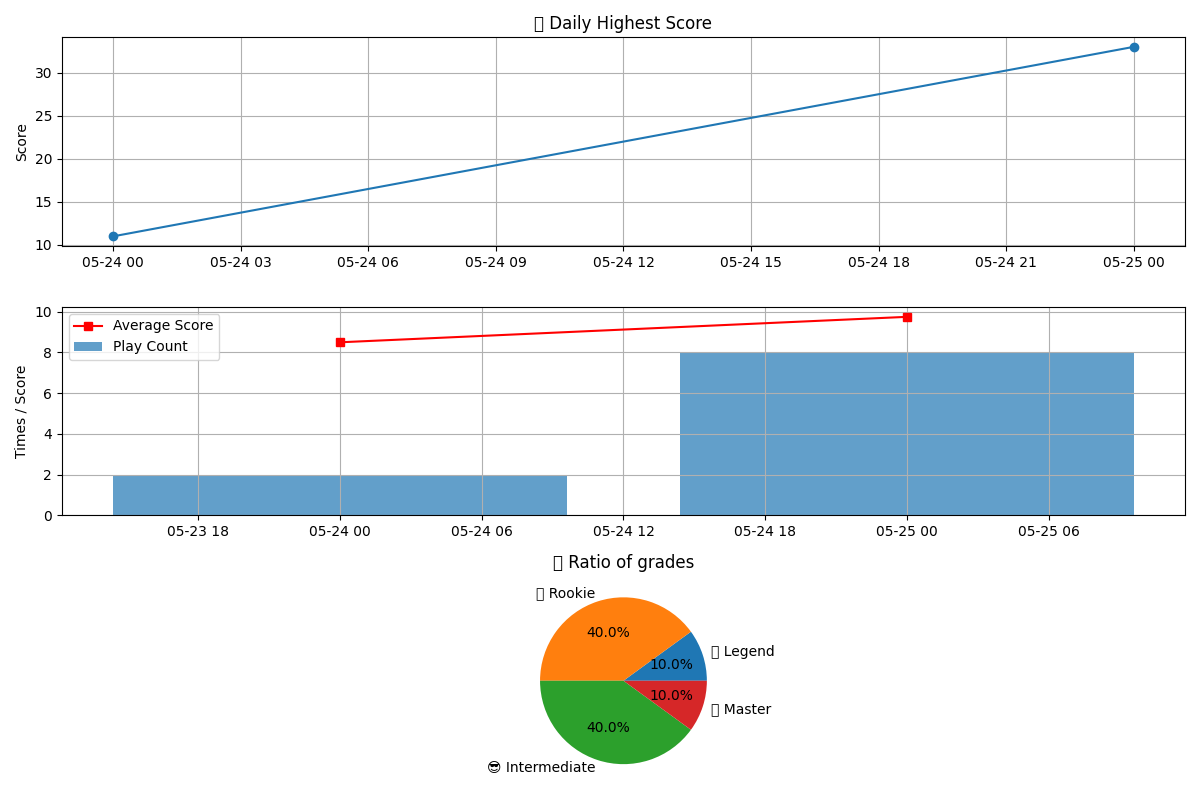 ▯ Daily Highest Score
Score
30
25
20
15
10
05-24 00 05-24 03 05-24 06 05-24 09 05-24 12 05-24 15 05-24 18 05-24 21 05-25 00
Average Score
Play Count
Times / Score
10
8
6
4
2
0
05-23 18 05-24 00 05-24 06 05-24 12 05-24 18 05-25 00 05-25 06
▯ Ratio of grades
▯ Rookie
40.0%
▯ Legend
10.0%
10.0%
▯ Master
40.0%
😎 Intermediate